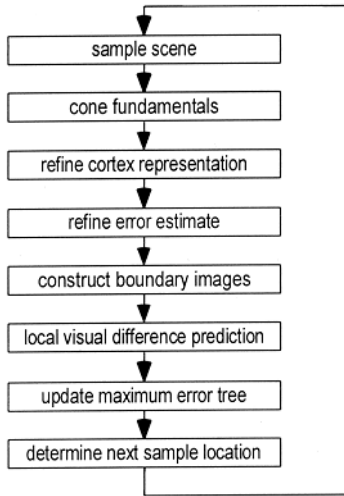 sample scene
cone fundamentals
refine cortex representation
refine error estimate
construct boundary images
local visual difference prediction
update maximum error tree
determine next sample location